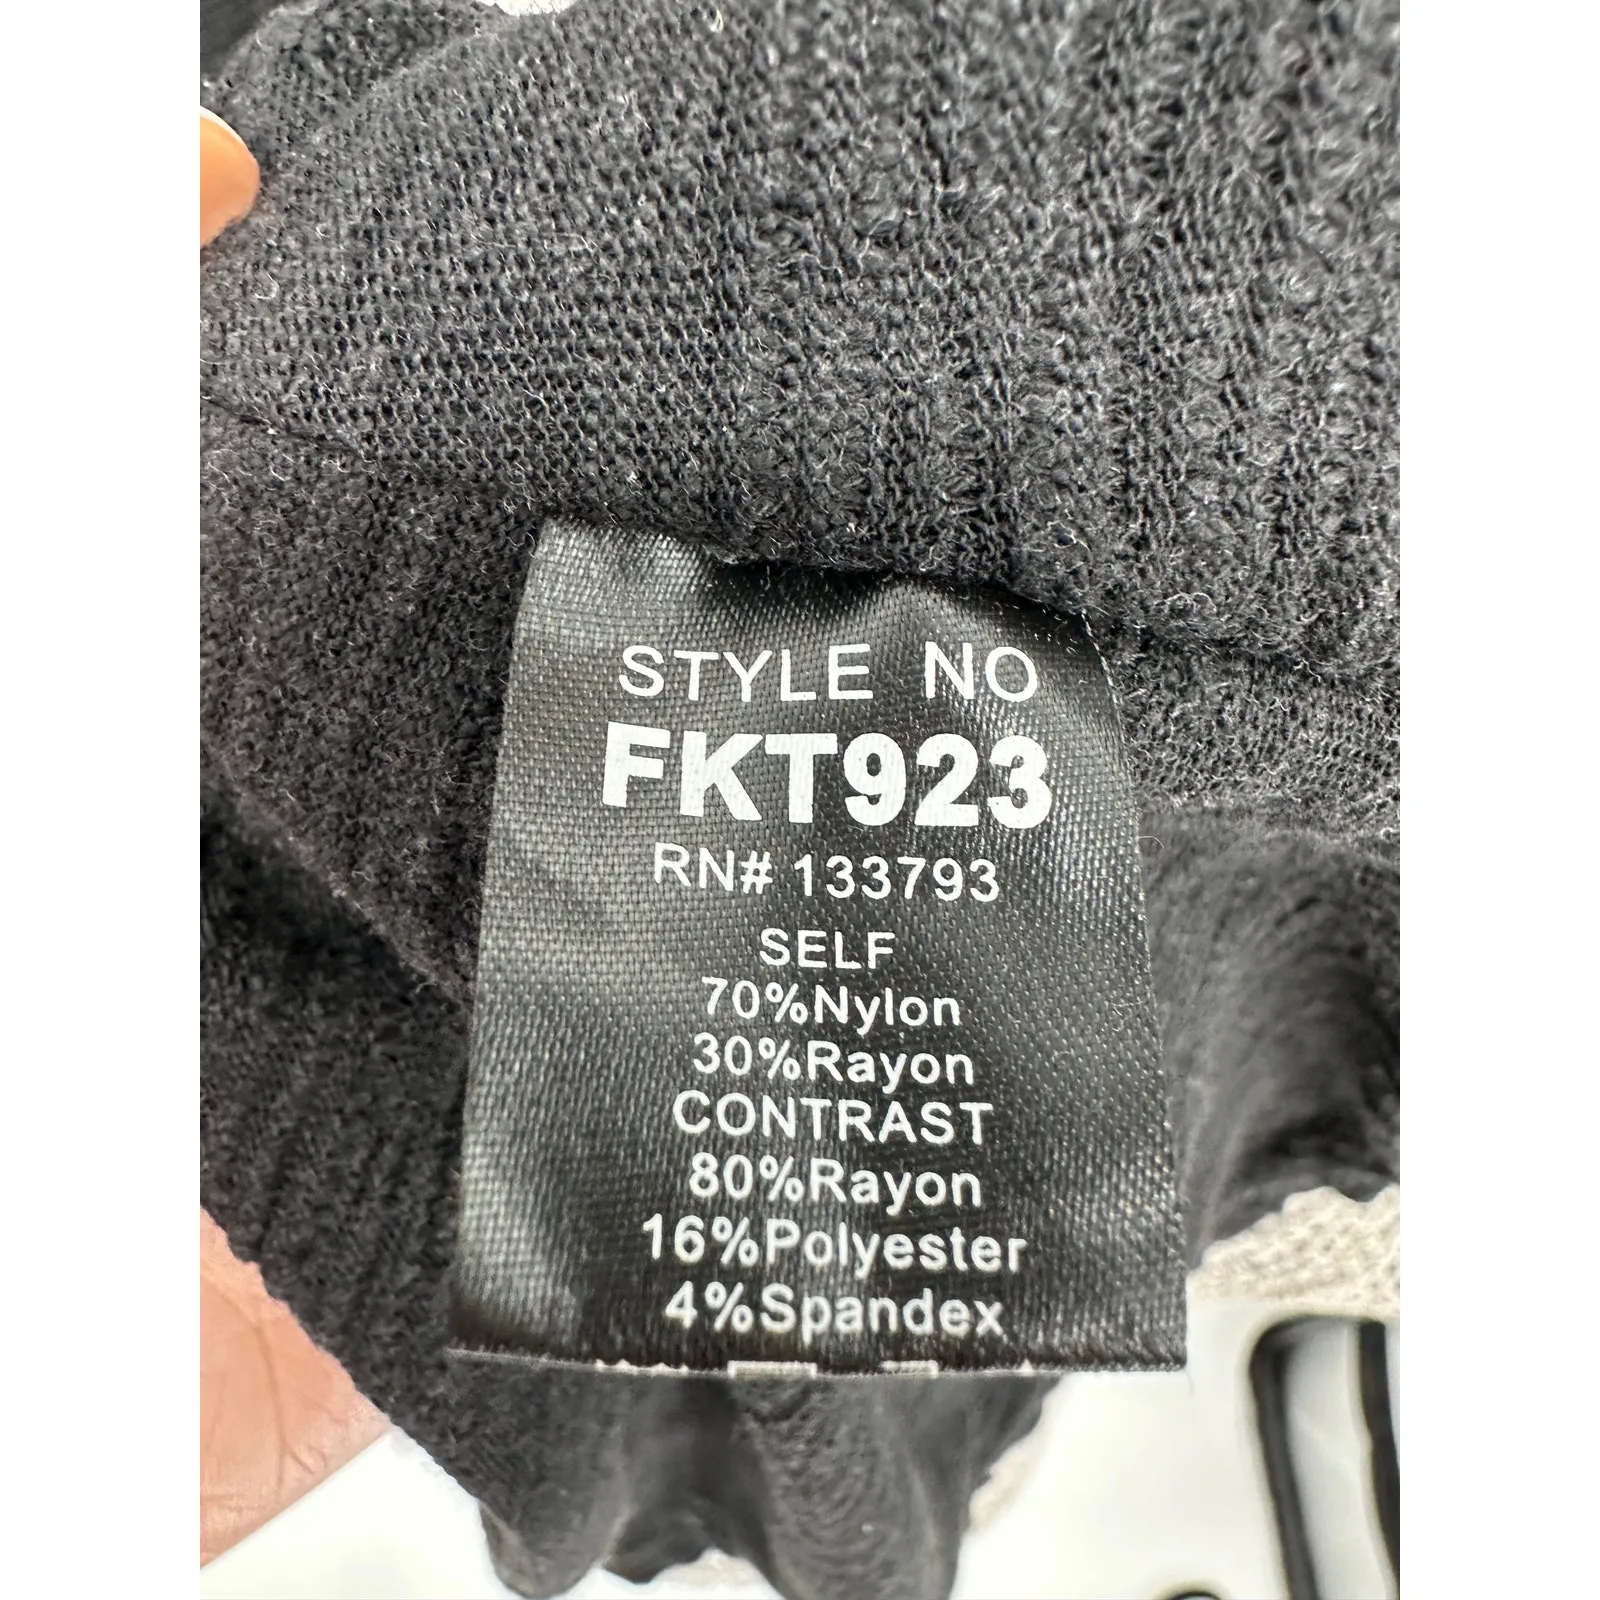 STYLE NO
FKT923
RN# 133793
SELF
70%Nylon
30%Rayon
CONTRAST
80%Rayon
16%Polyester
4%Spandex